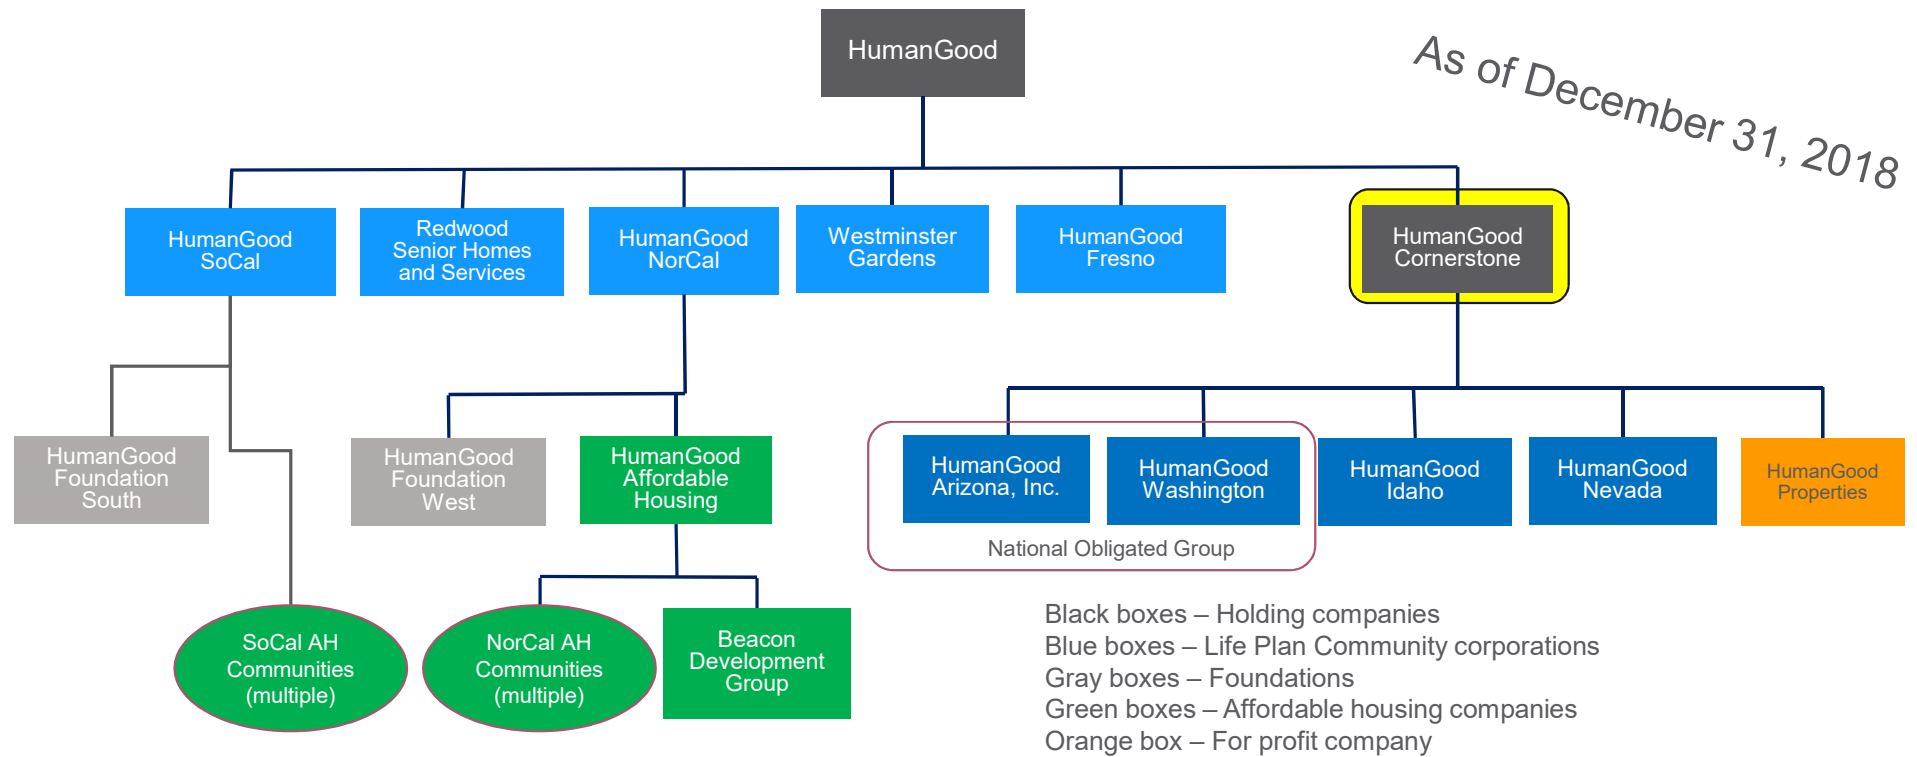 HumanGood
As of December 31, 2018
HumanGood
SoCal
Redwood
Senior Homes
and Services
HumanGood
NorCal
Westminster
Gardens
HumanGood
Fresno
HumanGood
Cornerstone
HumanGood
Foundation
South
HumanGood
Foundation
West
HumanGood
Affordable
Housing
HumanGood
Arizona, Inc.
HumanGood
Washington
HumanGood
Idaho
HumanGood
Nevada
HumanGood
Properties
National Obligated Group
SoCal AH
Communities
(multiple)
NorCal AH
Communities
(multiple)
Beacon
Development
Group
Black boxes – Holding companies
Blue boxes – Life Plan Community corporations
Gray boxes – Foundations
Green boxes – Affordable housing companies
Orange box – For profit company